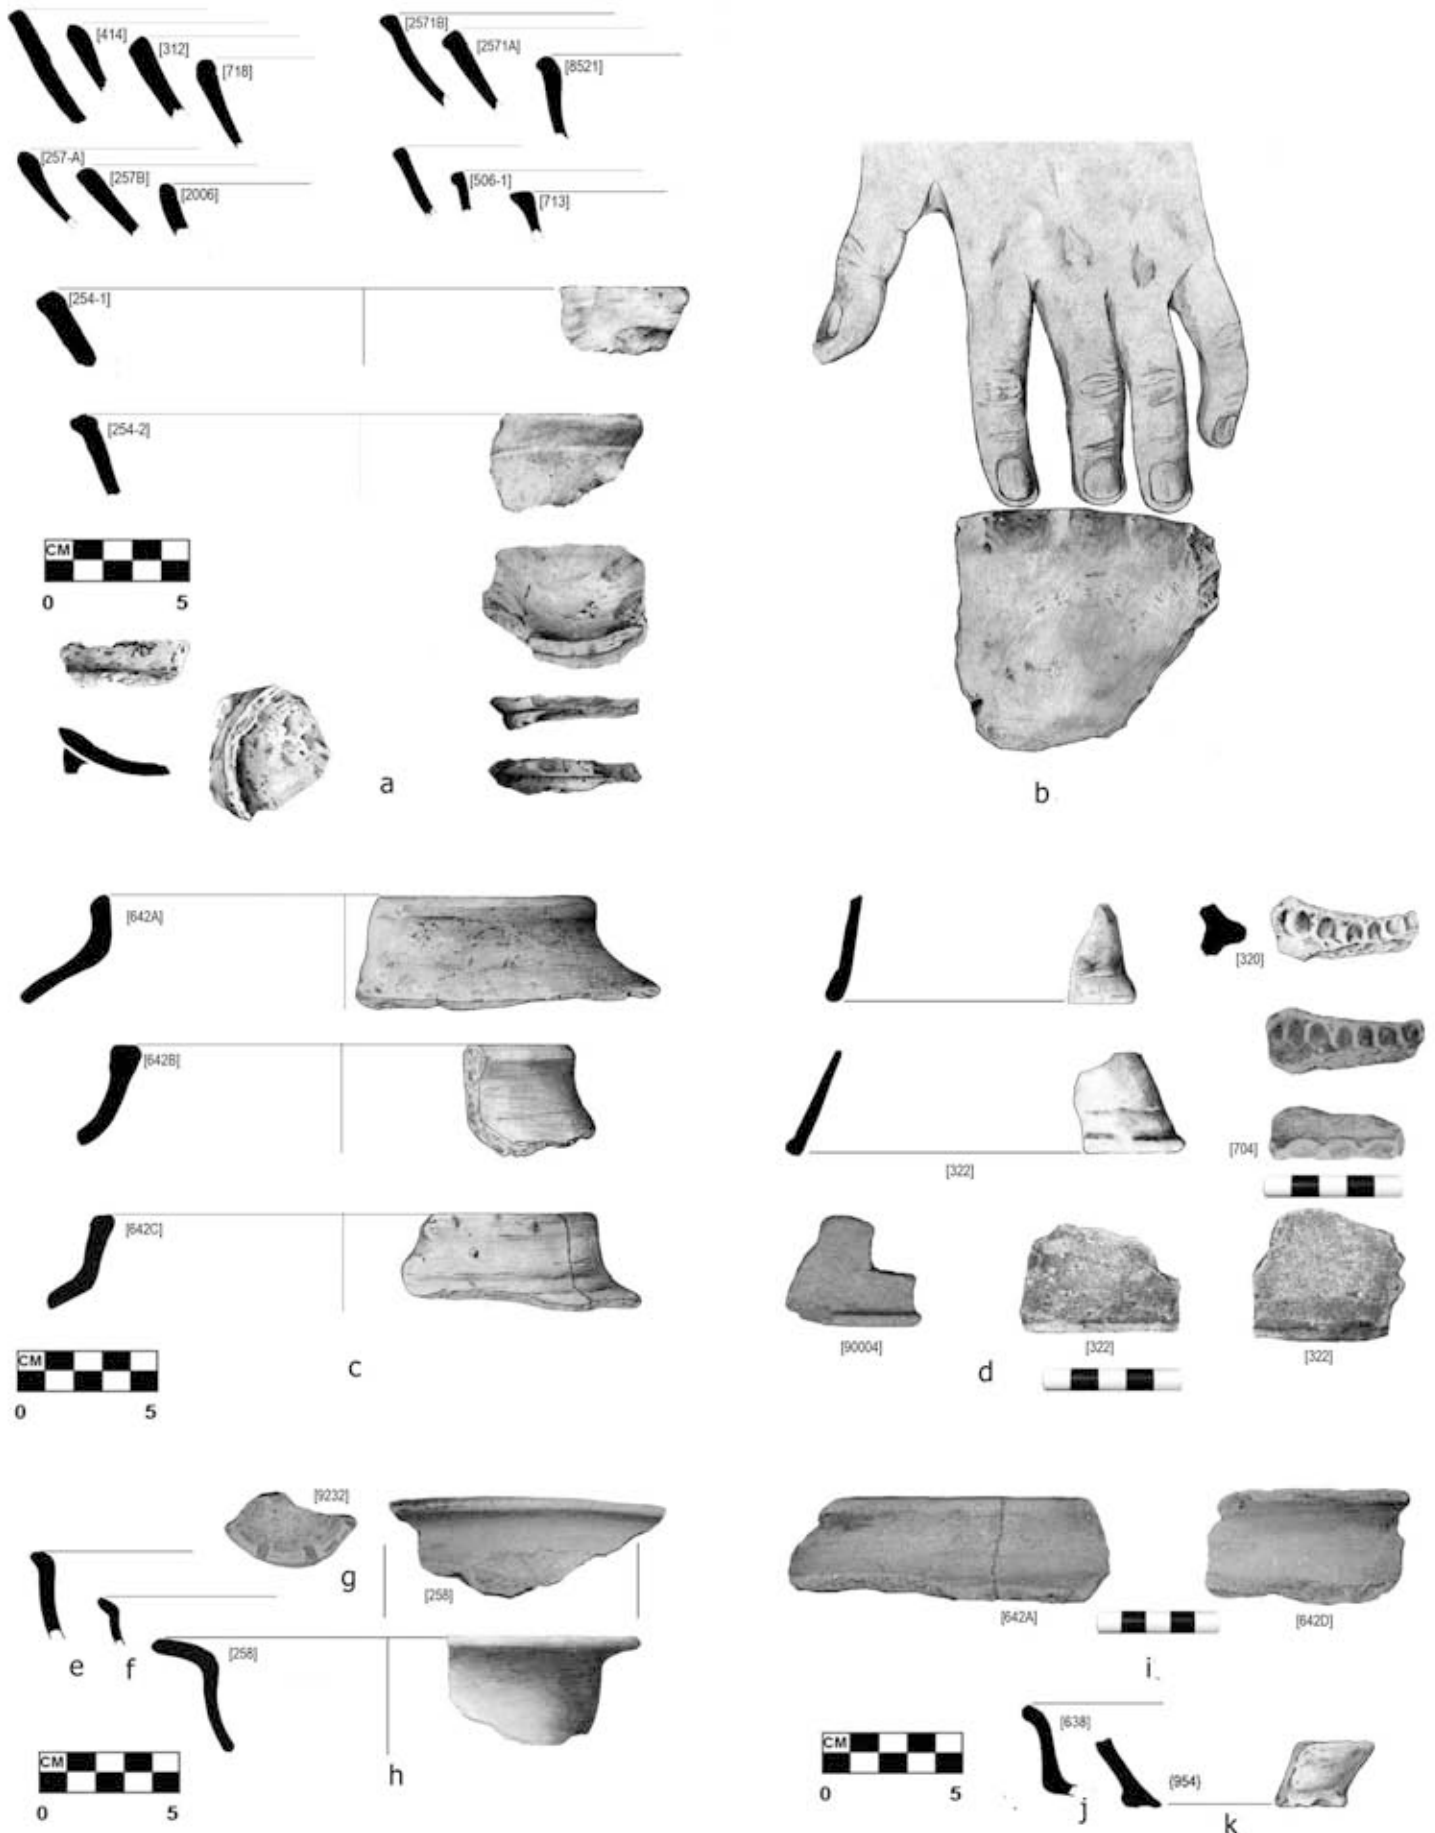 [414]
[312]
[718]
[2571B]
[2571A]
[8521]
[257-A]
[257B]
[2006]
[506-1]
[713]
[254-1]
[254-2]
CM
0 5
a
b
[642A]
[642B]
[642C]
CM
0 5
c
[320]
[704]
[322]
[90004]
[322]
[322]
d
[9232]
g
[258]
e
f
[258]
h
CM
0 5
[642A]
[642D]
i
[638]
j
CM
0 5
{954}
k